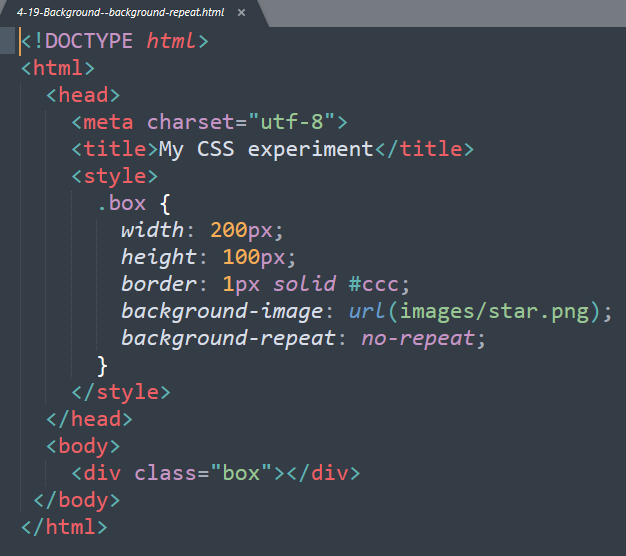 4-19-Background--background-repeat.html ×
<!DOCTYPE html>
<html>
  <head>
    <meta charset="utf-8">
    <title>My CSS experiment</title>
    <style>
      .box {
        width: 200px;
        height: 100px;
        border: 1px solid #ccc;
        background-image: url(images/star.png);
        background-repeat: no-repeat;
      }
    </style>
  </head>
  <body>
    <div class="box"></div>
 </body>
</html>